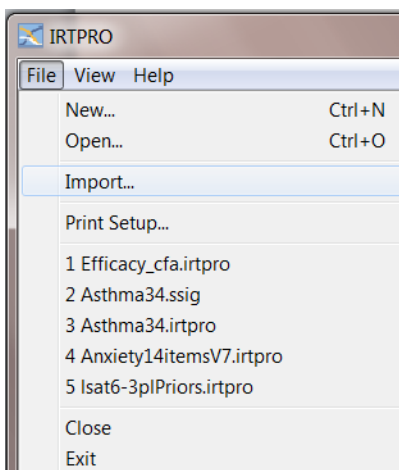 IRTPRO
File View Help
New... Ctrl+N
Open... Ctrl+O
Import...
Print Setup...
1 Efficacy_cfa.irtpro
2 Asthma34.ssig
3 Asthma34.irtpro
4 Anxiety14itemsV7.irtpro
5 lsat6-3plPriors.irtpro
Close
Exit